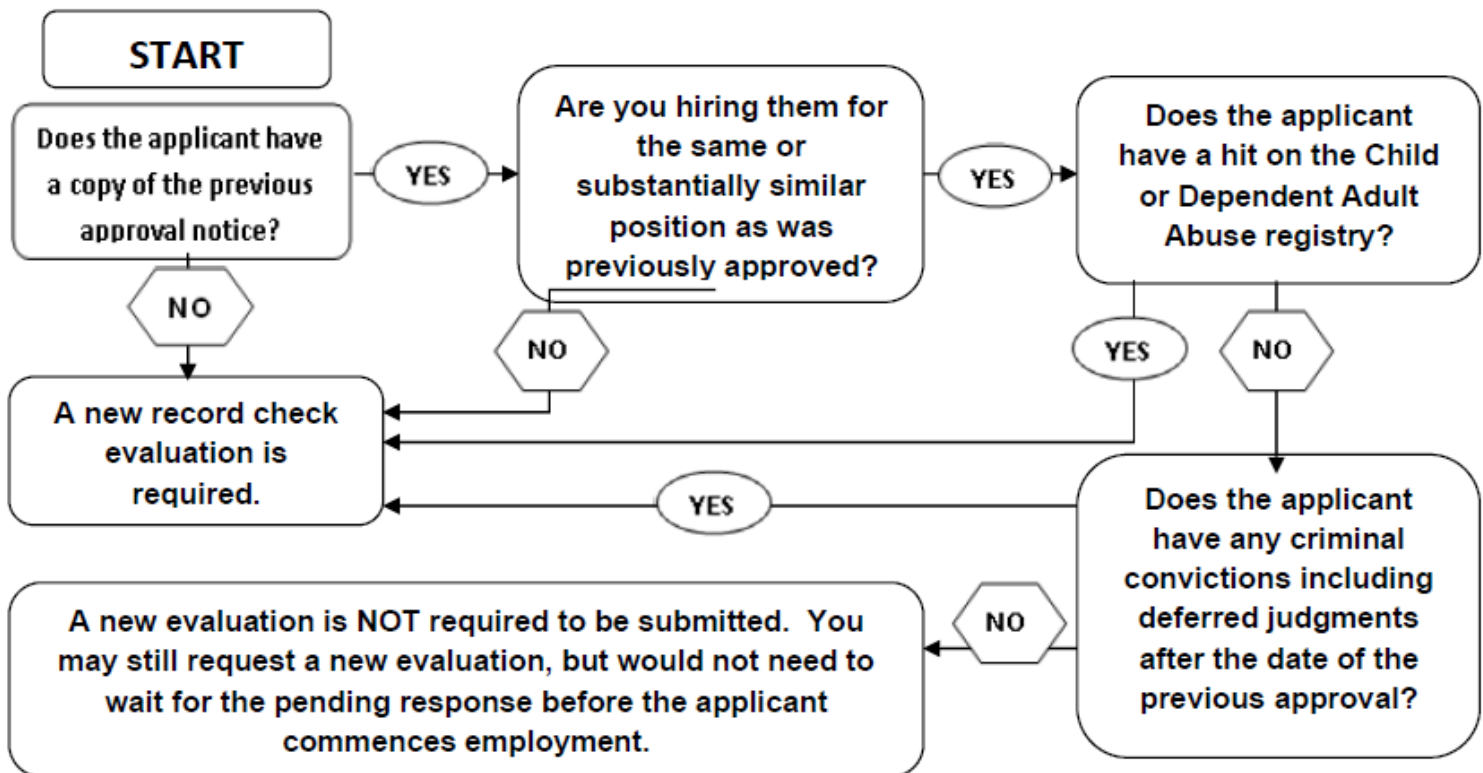 START
Does the applicant have
a copy of the previous
approval notice?
YES
Are you hiring them for
the same or
substantially similar
position as was
previously approved?
YES
Does the applicant
have a hit on the Child
or Dependent Adult
Abuse registry?
NO
NO
YES
NO
A new record check
evaluation is
required.
YES
Does the applicant
have any criminal
convictions including
deferred judgments
after the date of the
previous approval?
NO
A new evaluation is NOT required to be submitted.  You
may still request a new evaluation, but would not need to
wait for the pending response before the applicant
commences employment.